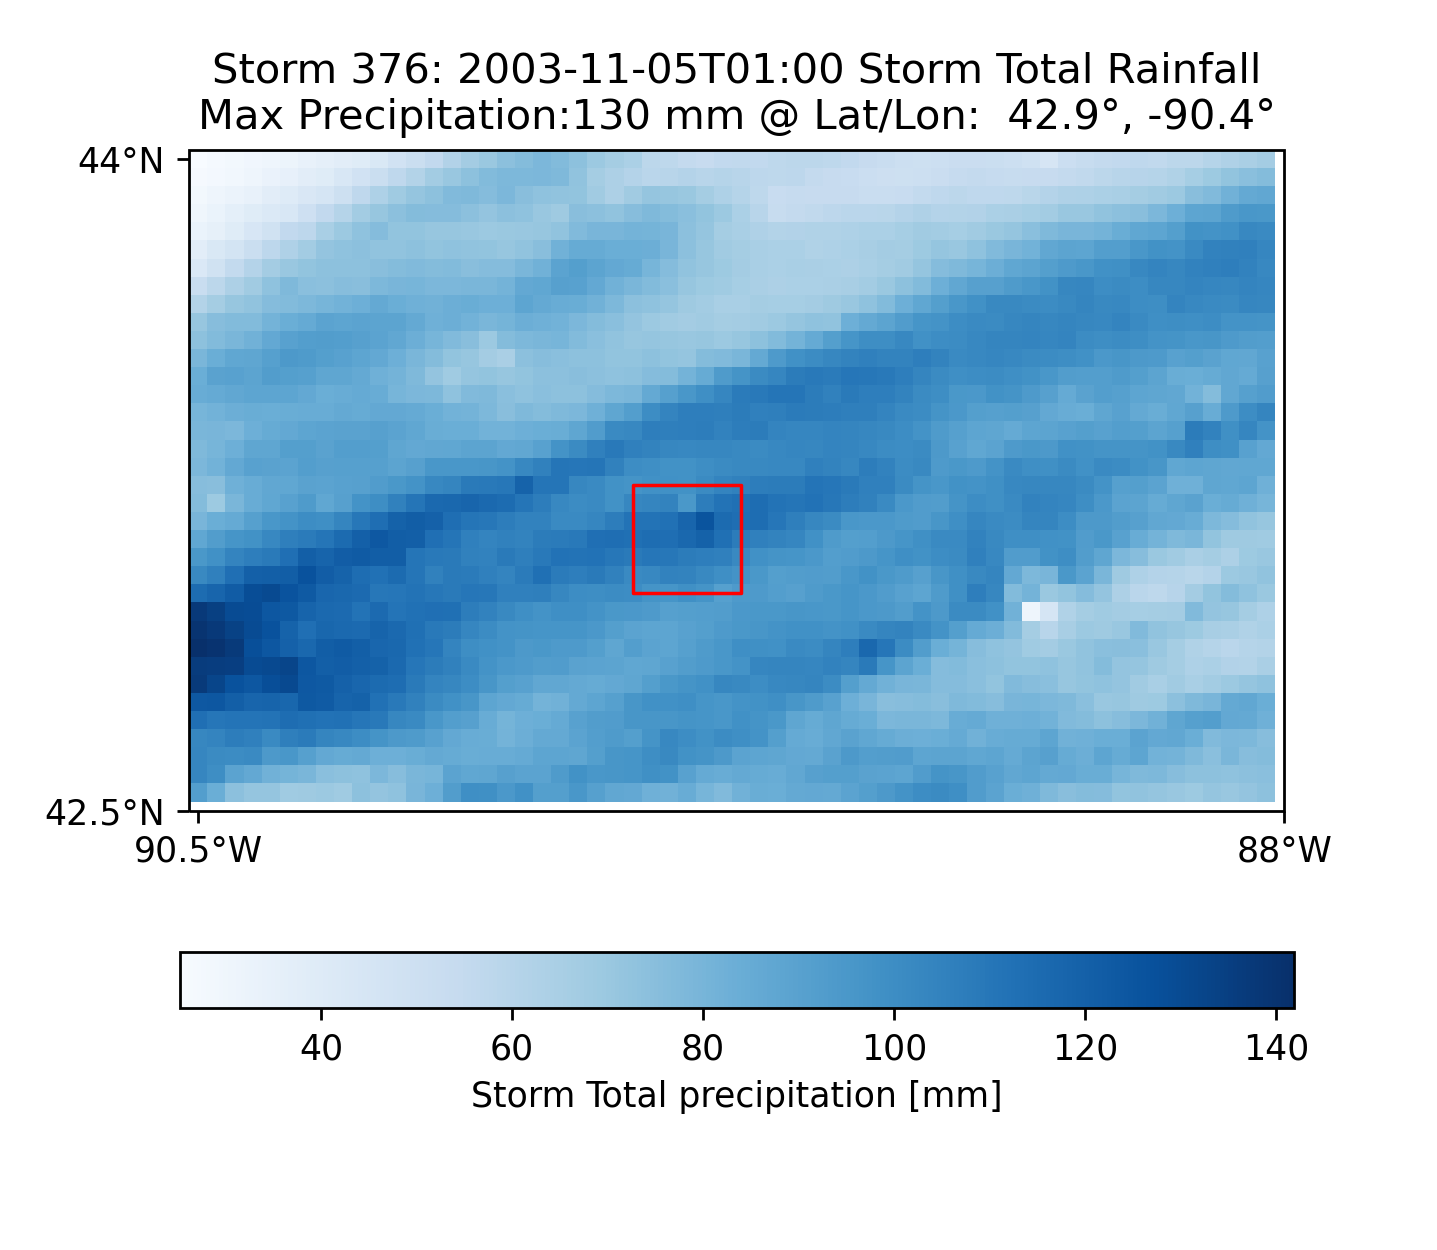 Storm 376: 2003-11-05T01:00 Storm Total Rainfall
Max Precipitation:130 mm @ Lat/Lon:  42.9°, -90.4°
44°N
42.5°N
90.5°W 88°W
40 60 80 100 120 140
Storm Total precipitation [mm]